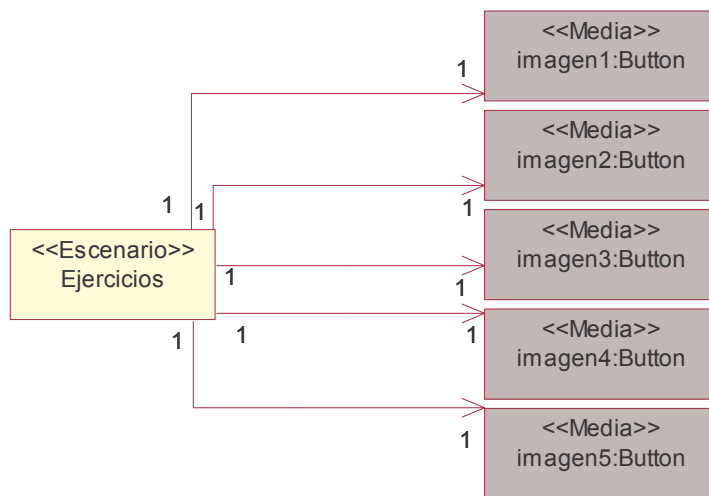 <<Media>>
imagen1:Button
1
<<Media>>
imagen2:Button
1
1
1
<<Escenario>>
Ejercicios
<<Media>>
imagen3:Button
1
1
<<Media>>
imagen4:Button
1
1
1
<<Media>>
imagen5:Button
1